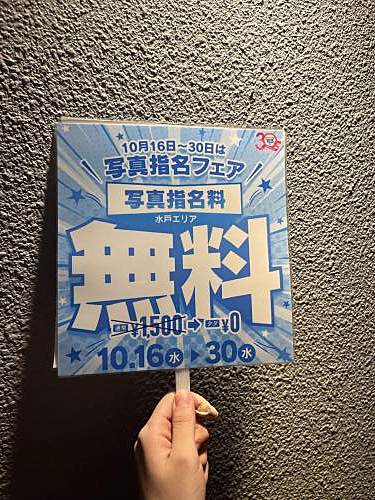 10月16日〜30日は
写真指名フェア
写真指名料
水戸エリア
無料
通常¥1,500→¥0
10.16水▶30水